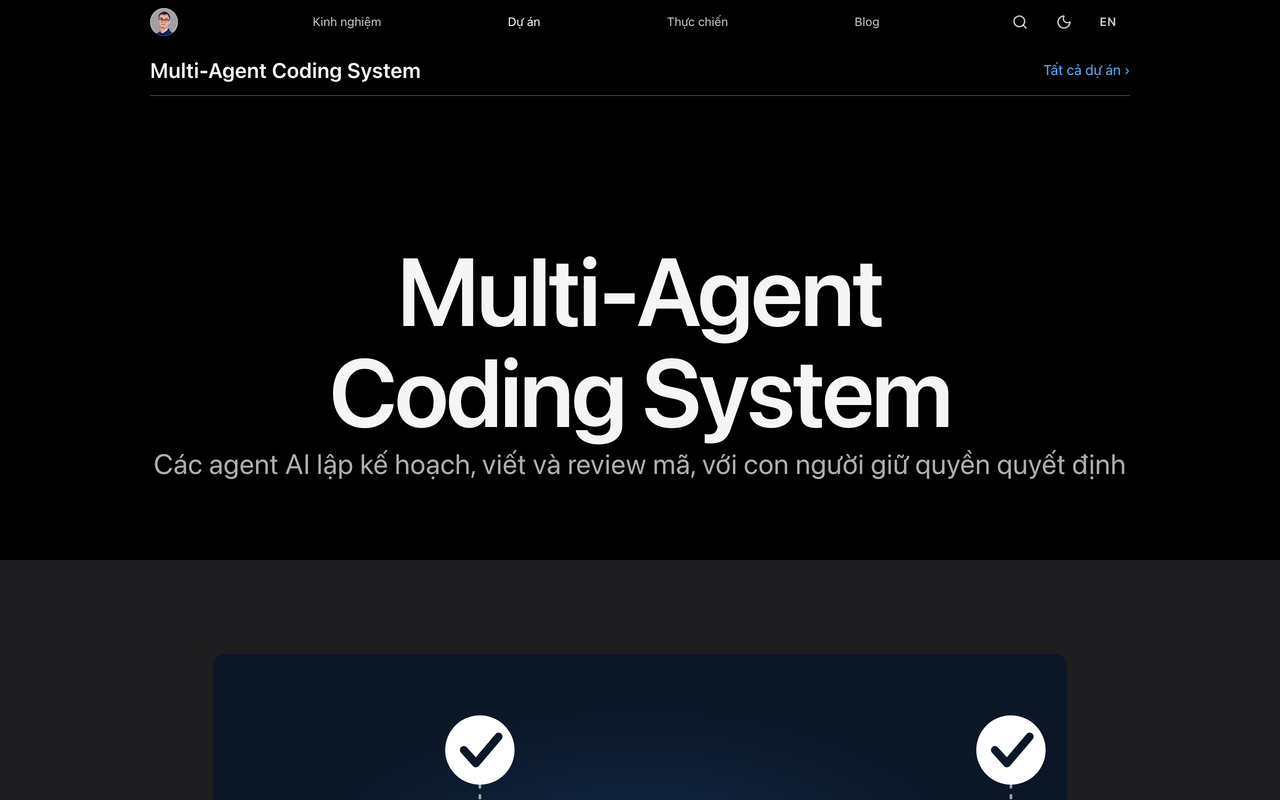 Kinh nghiệm
Dự án
Thực chiến
Blog
EN
Multi-Agent Coding System
Tất cả dự án ›
Multi-Agent
Coding System
Các agent AI lập kế hoạch, viết và review mã, với con người giữ quyền quyết định